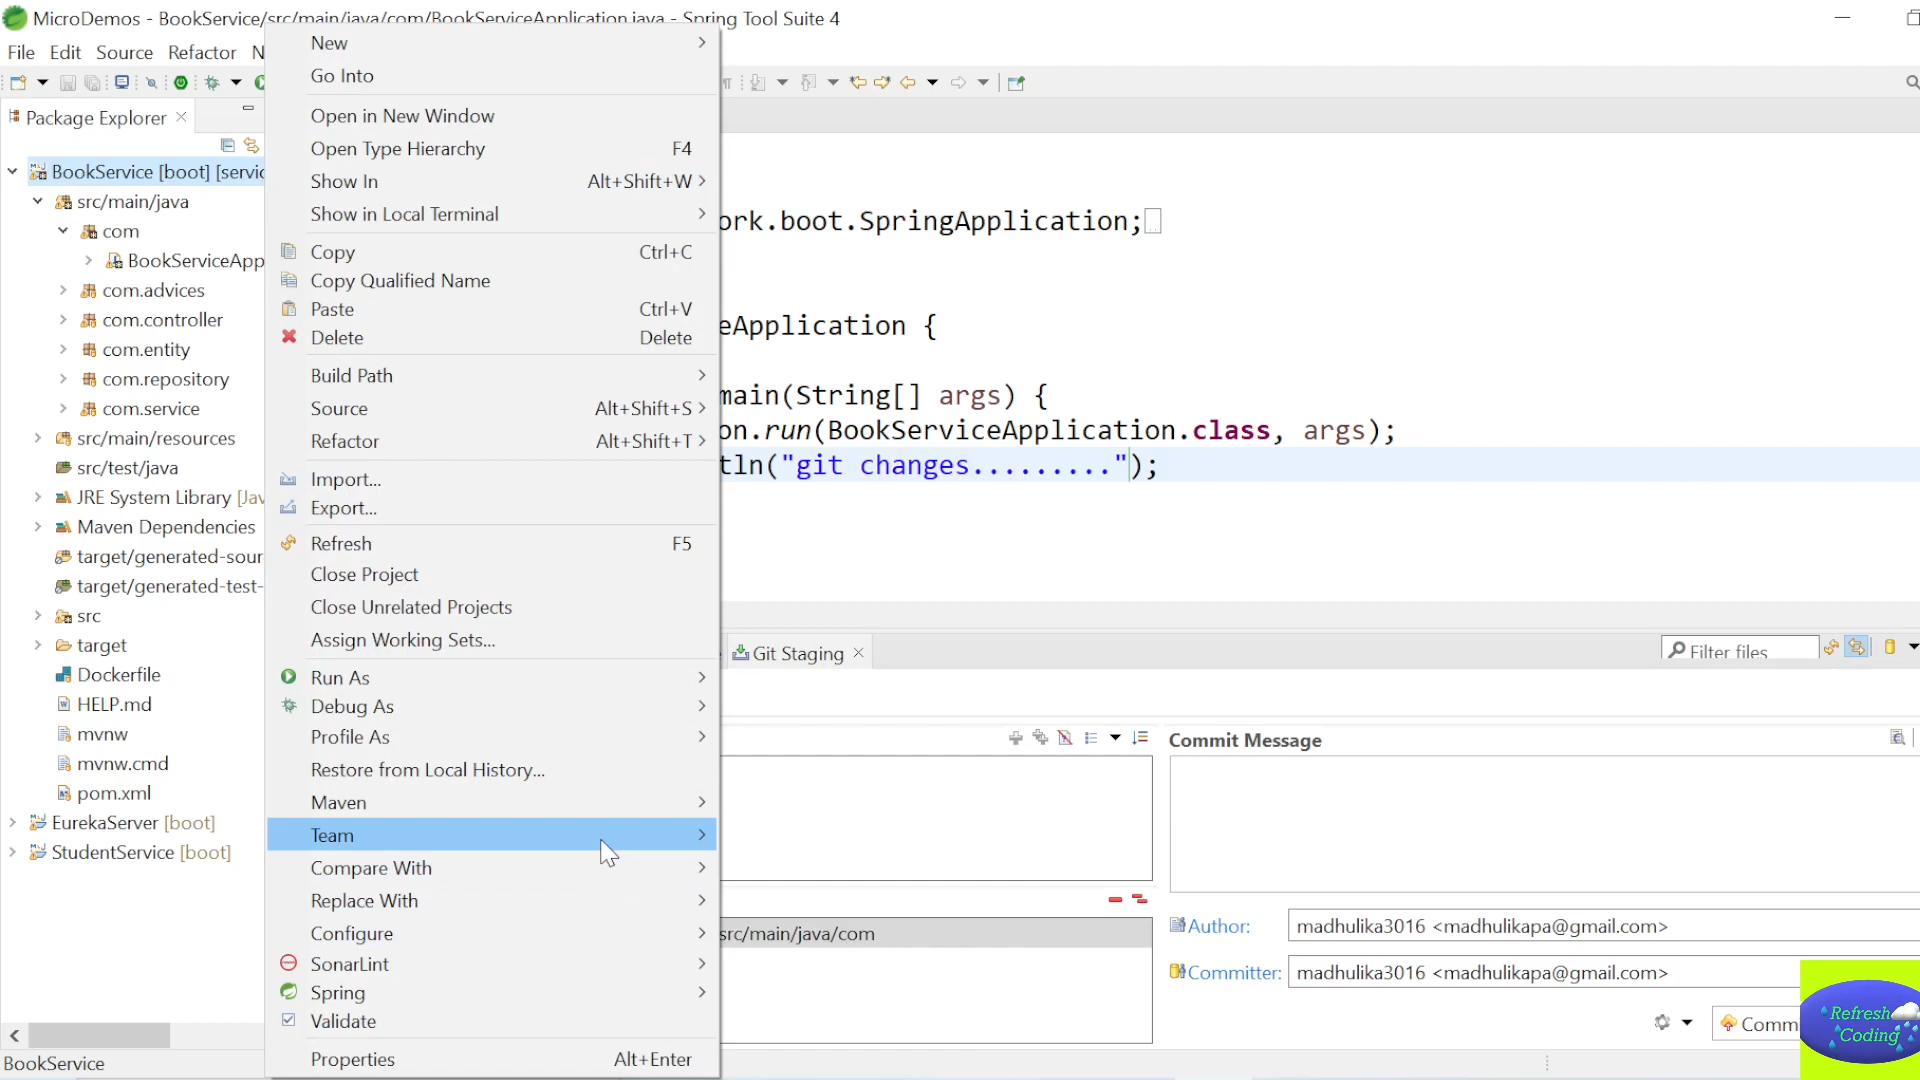 MicroDemos - BookService/src/main/java/com/BookServiceApplication.java - Spring Tool Suite 4
File Edit Source Refactor N
Package Explorer
BookService [boot] [servic
src/main/java
com
BookServiceApp
com.advices
com.controller
com.entity
com.repository
com.service
src/main/resources
src/test/java
JRE System Library [Jav
Maven Dependencies
target/generated-sour
target/generated-test-
src
target
Dockerfile
HELP.md
mvnw
mvnw.cmd
pom.xml
EurekaServer [boot]
StudentService [boot]
BookService
New
Go Into
Open in New Window
Open Type Hierarchy F4
Show In Alt+Shift+W
Show in Local Terminal
Copy Ctrl+C
Copy Qualified Name
Paste Ctrl+V
Delete Delete
Build Path
Source Alt+Shift+S
Refactor Alt+Shift+T
Import...
Export...
Refresh F5
Close Project
Close Unrelated Projects
Assign Working Sets...
Run As
Debug As
Profile As
Restore from Local History...
Maven
Team
Compare With
Replace With
Configure
SonarLint
Spring
Validate
Properties Alt+Enter
ork.boot.SpringApplication;
eApplication {
main(String[] args) {
on.run(BookServiceApplication.class, args);
tln("git changes.........");
Git Staging
Filter files
Commit Message
src/main/java/com
Author: madhulika3016 <madhulikapa@gmail.com>
Committer: madhulika3016 <madhulikapa@gmail.com>
Comm
Refresh
Coding